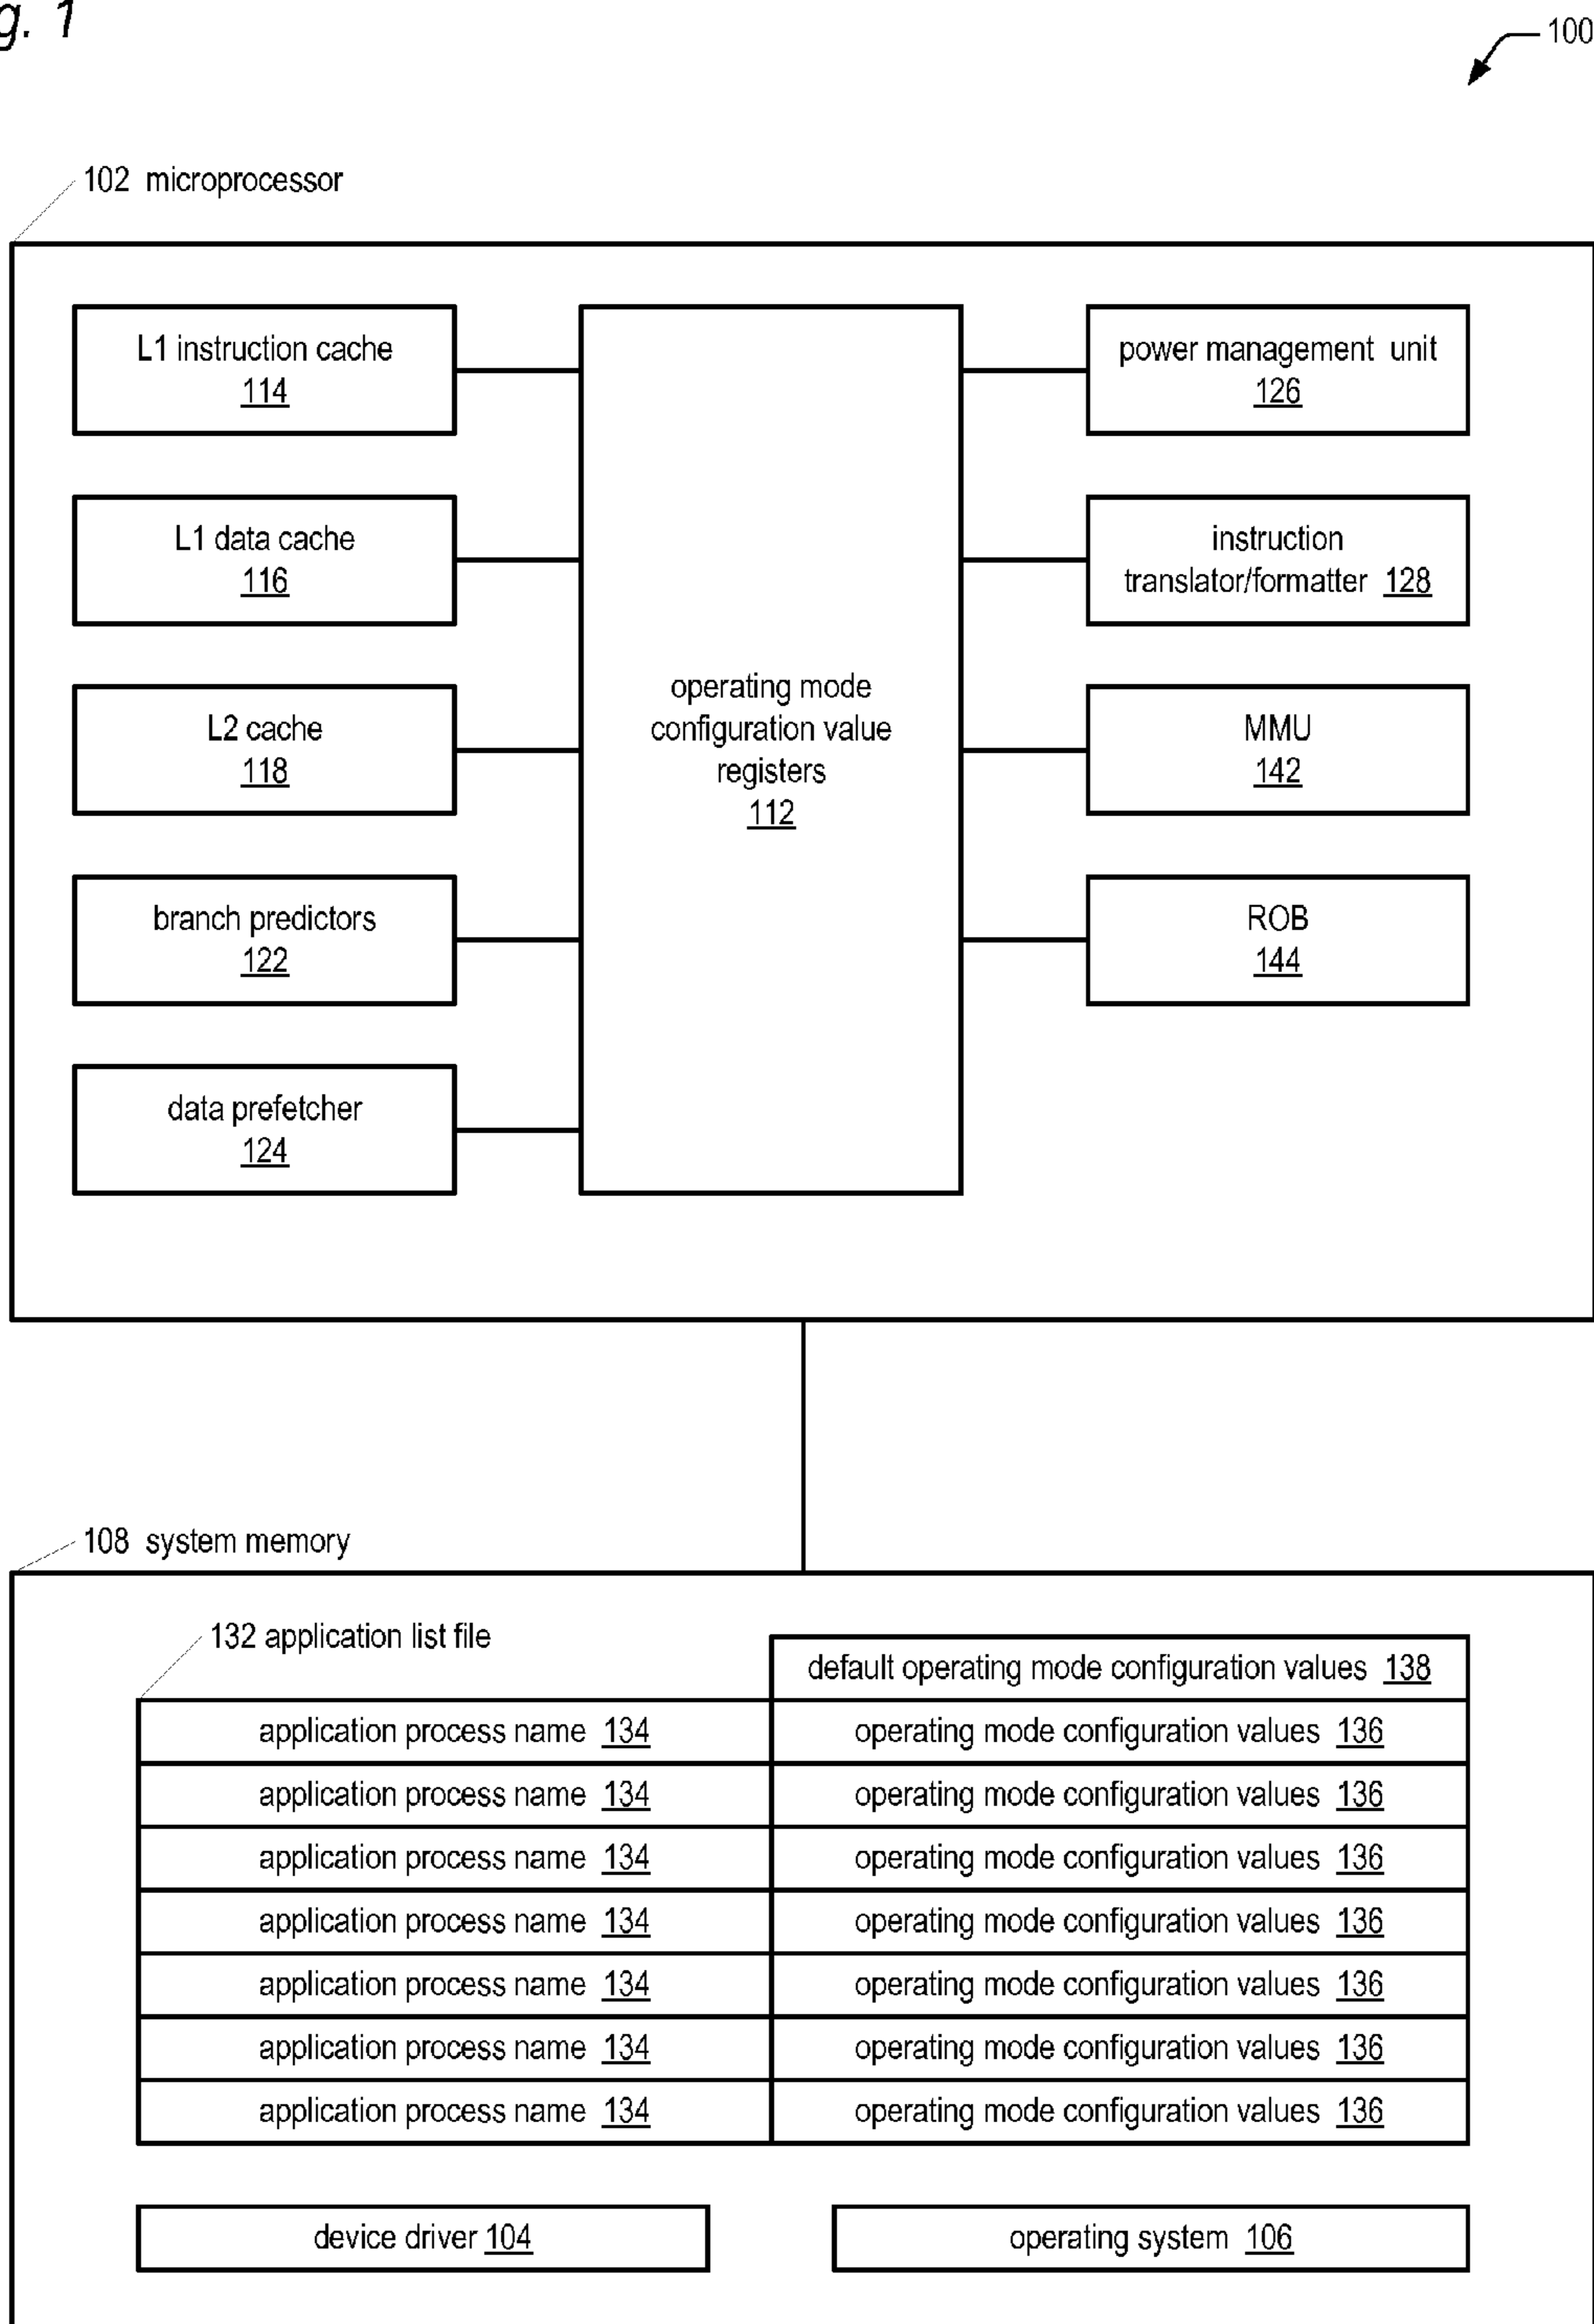 g. 1
100
102 microprocessor
L1 instruction cache
114
L1 data cache
116
L2 cache
118
branch predictors
122
data prefetcher
124
operating mode
configuration value
registers
112
power management unit
126
instruction
translator/formatter 128
MMU
142
ROB
144
108 system memory
132 application list file
default operating mode configuration values 138
application process name 134 operating mode configuration values 136
application process name 134 operating mode configuration values 136
application process name 134 operating mode configuration values 136
application process name 134 operating mode configuration values 136
application process name 134 operating mode configuration values 136
application process name 134 operating mode configuration values 136
application process name 134 operating mode configuration values 136
device driver 104
operating system 106